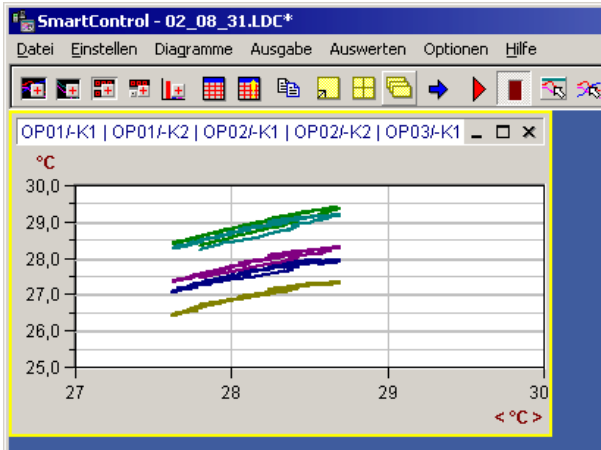 SmartControl - 02_08_31.LDC*
Datei Einstellen Diagramme Ausgabe Auswerten Optionen Hilfe
OP01/-K1 | OP01/-K2 | OP02/-K1 | OP02/-K2 | OP03/-K1
°C
30,0
29,0
28,0
27,0
26,0
25,0
27 28 29 30
< °C >